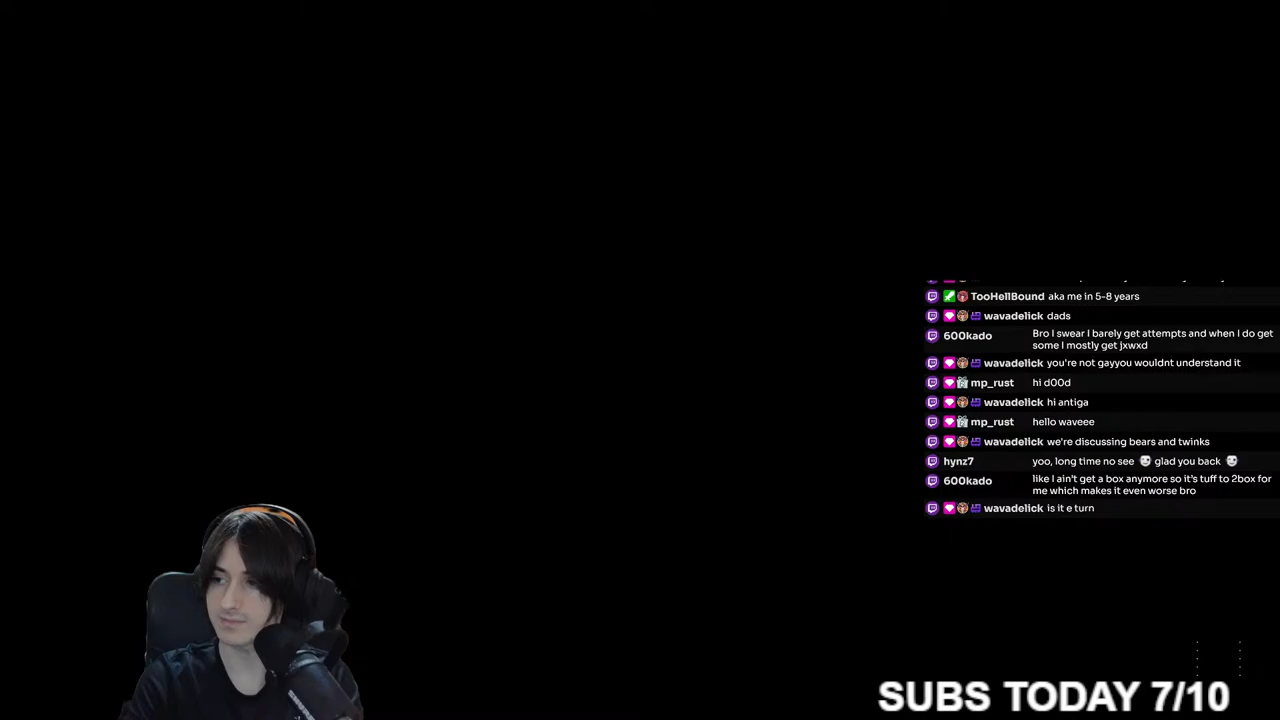 TooHellBound aka me in 5-8 years
wavadelick dads
600kado Bro I swear I barely get attempts and when I do get
some I mostly get jxwxd
wavadelick you're not gayyou wouldnt understand it
mp_rust hi d00d
wavadelick hi antiga
mp_rust hello waveee
wavadelick we're discussing bears and twinks
hynz7 yoo, long time no see glad you back
600kado like I ain't get a box anymore so it's tuff to 2box for
me which makes it even worse bro
wavadelick is it e turn
SUBS TODAY 7/10